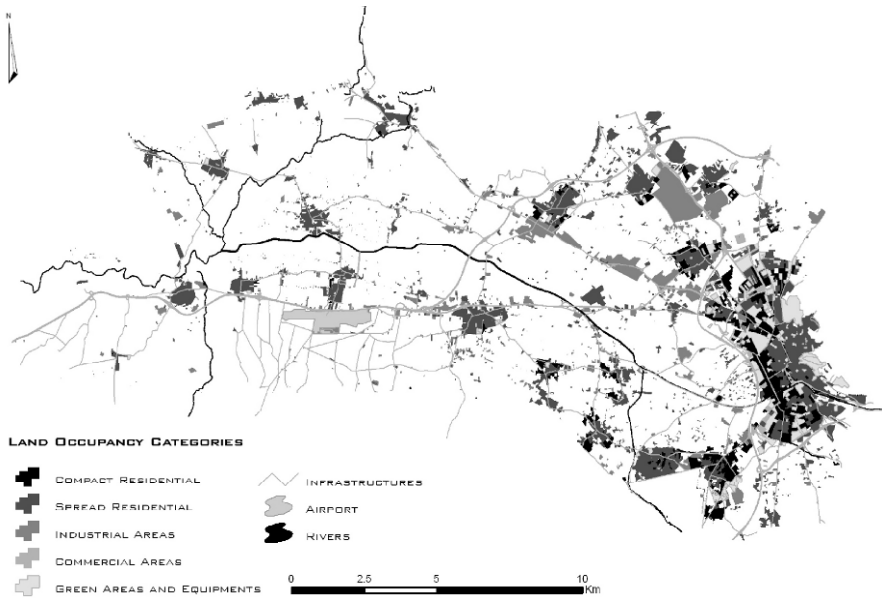 N
LAND OCCUPANCY CATEGORIES
COMPACT RESIDENTIAL
SPREAD RESIDENTIAL
INDUSTRIAL AREAS
COMMERCIAL AREAS
GREEN AREAS AND EQUIPMENTS
INFRASTRUCTURES
AIRPORT
RIVERS
0 2.5 5 10
Km